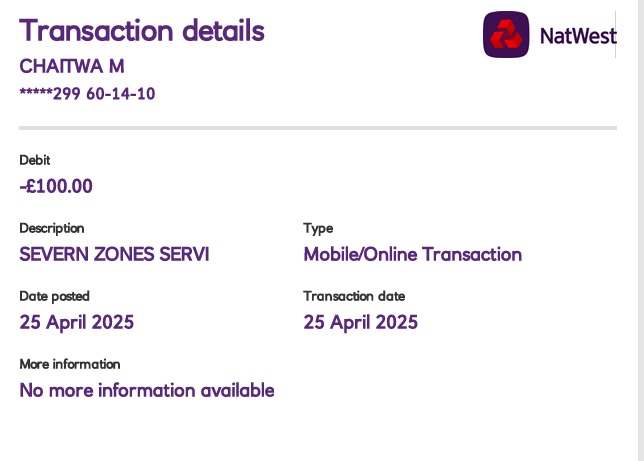 Transaction details
NatWest
CHAITWA M
*****299 60-14-10
Debit
-£100.00
Description
Type
SEVERN ZONES SERVI
Mobile/Online Transaction
Date posted
Transaction date
25 April 2025
25 April 2025
More information
No more information available